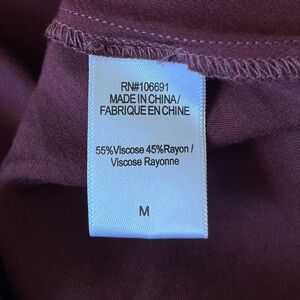 RN#106691
MADE IN CHINA/
FABRIQUE EN CHINE
55%Viscose 45%Rayon /
Viscose Rayonne
M